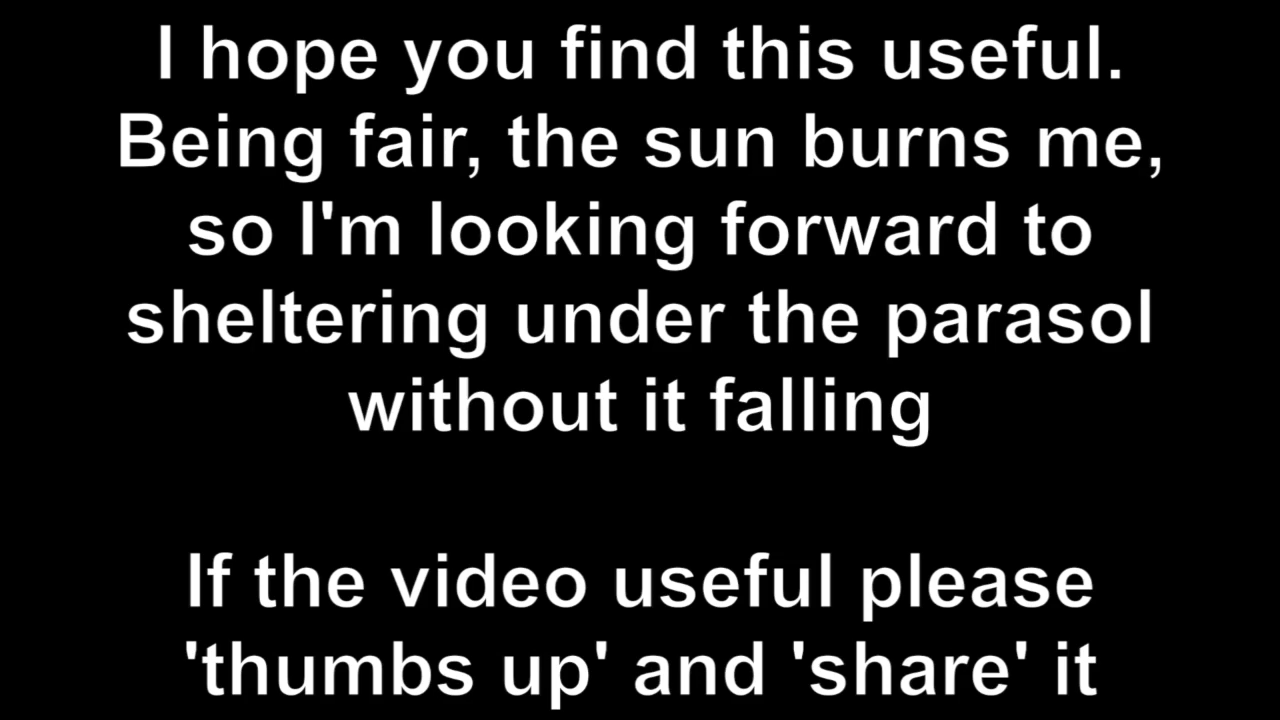 I hope you find this useful.
Being fair, the sun burns me,
so I'm looking forward to
sheltering under the parasol
without it falling
If the video useful please
'thumbs up' and 'share' it